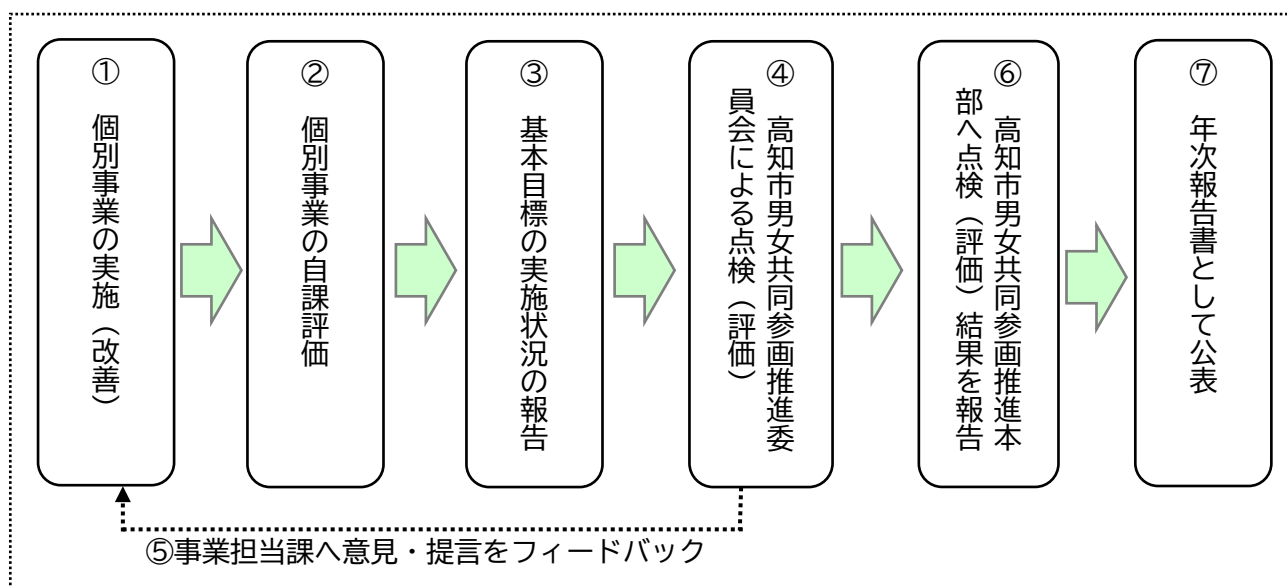 ①　個別事業の実施（改善）
②　個別事業の自課評価
③　基本目標の実施状況の報告
④　高知市男女共同参画推進委
員会による点検（評価）
⑥　高知市男女共同参画推進本
部へ点検（評価）結果を報告
⑦　年次報告書として公表
⑤事業担当課へ意見・提言をフィードバック